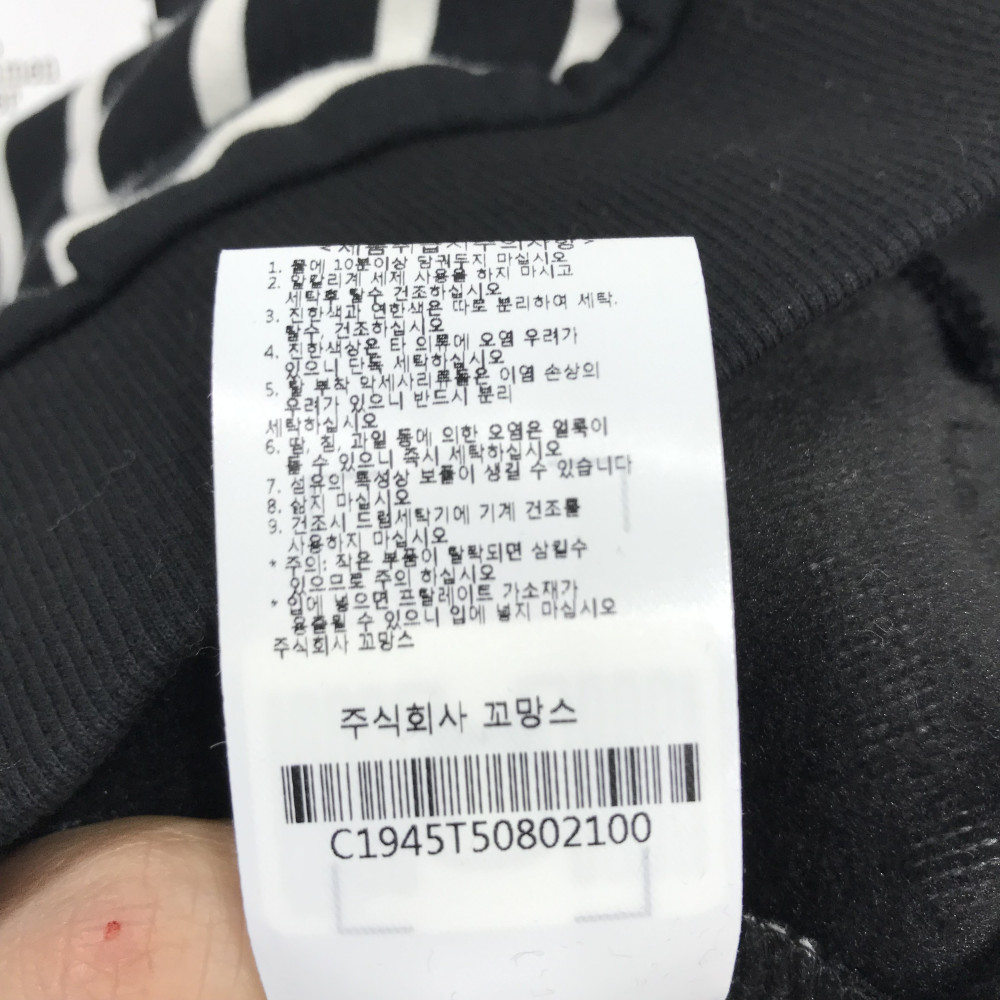 <제품취급시주의사항>
1. 물에 10분이상 담궈두지 마십시오
2. 알칼리계 세제 사용을 하지 마시고
세탁후 탈수 건조하십시오
3. 진한색과 연한색은 따로 분리하여 세탁.
탈수, 건조하십시오
4. 진한색상은 타 의류에 오염 우려가
있으니 단독 세탁하십시오
5. 탈 부착 악세사리류들은 이염 손상의
우려가 있으니 반드시 분리
세탁하십시오
6. 땀, 침, 과일 등에 의한 오염은 얼룩이
될 수 있으니 즉시 세탁하십시오
7. 섬유의 특성상 보풀이 생길 수 있습니다
8. 삶지 마십시오
9. 건조시 드럼세탁기에 기계 건조를
사용하지 마십시오
* 주의: 작은 부품이 탈락되면 삼킬수
있으므로 주의 하십시오
* 입에 넣으면 프탈레이트 가소재가
용출될 수 있으니 입에 넣지 마십시오
주식회사 꼬망스
주식회사 꼬망스
C1945T50802100